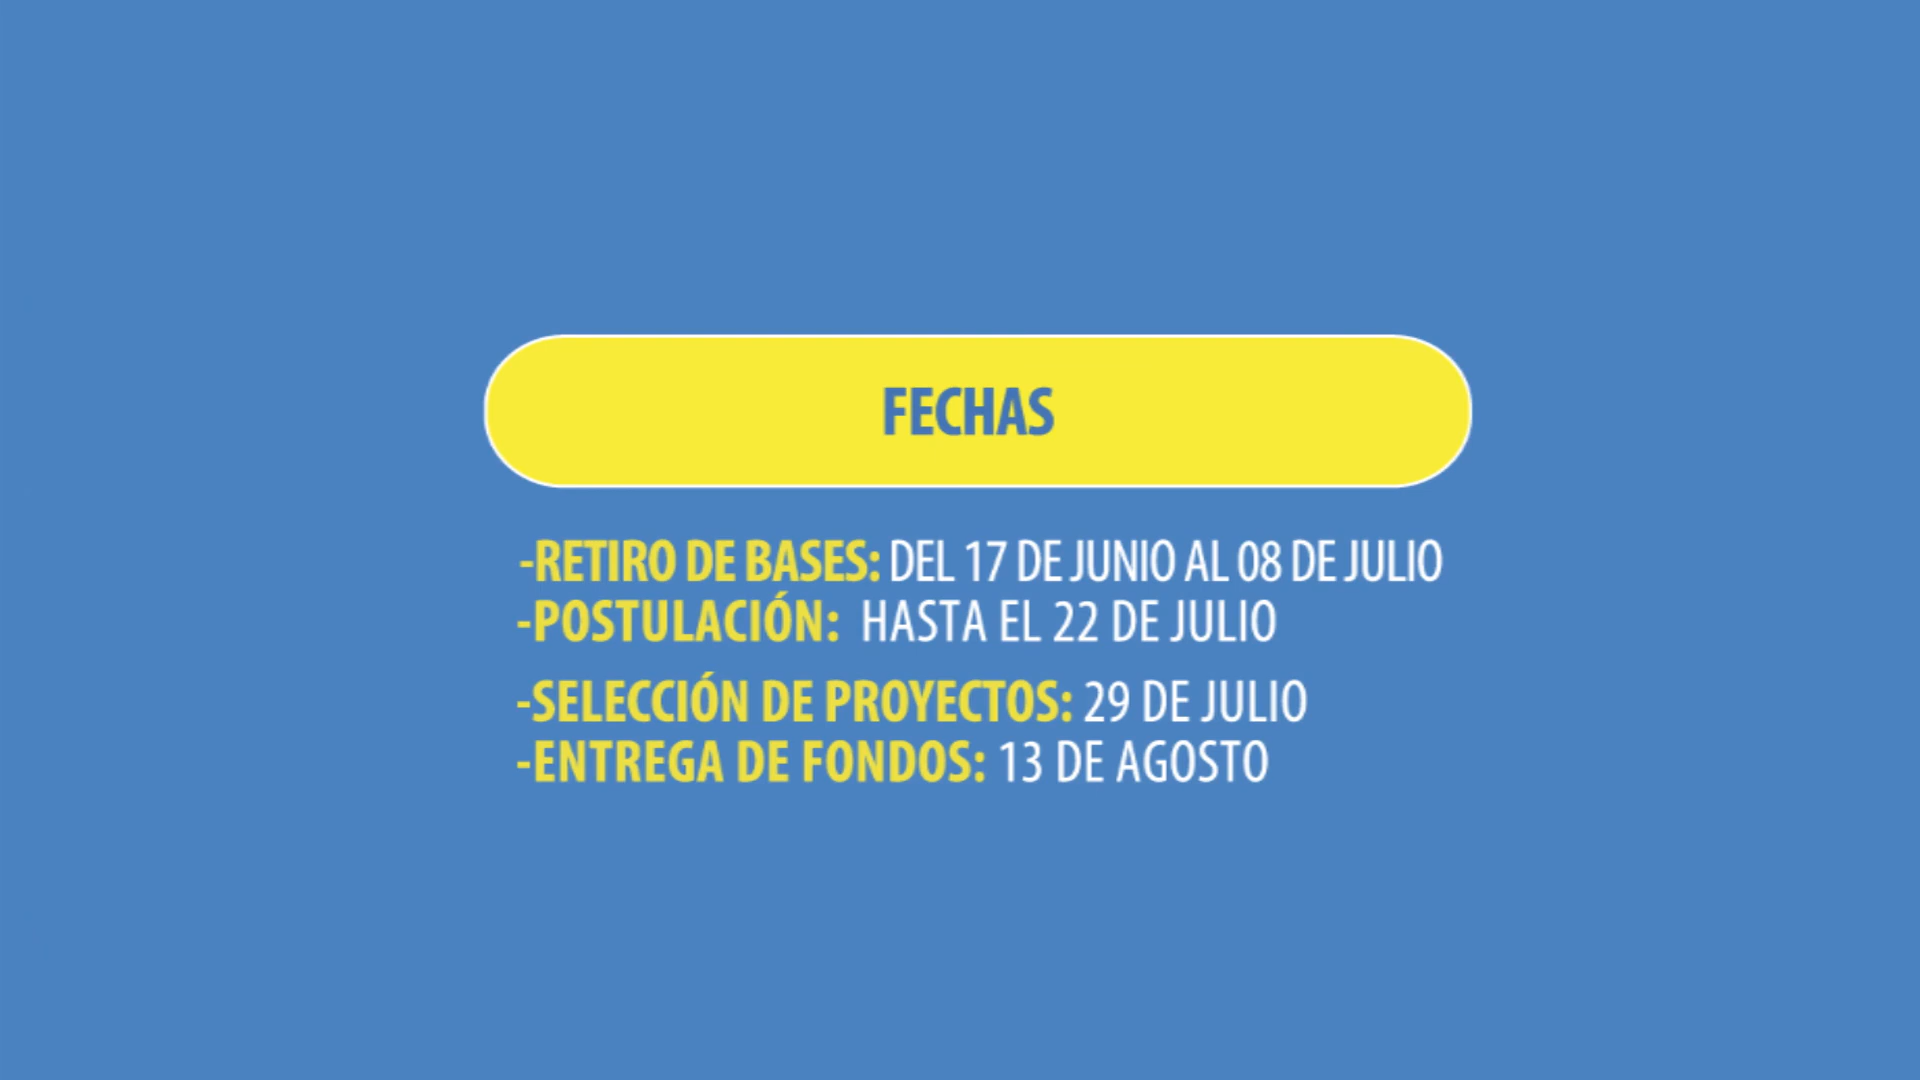 FECHAS
-RETIRO DE BASES: DEL 17 DE JUNIO AL 08 DE JULIO
-POSTULACIÓN: HASTA EL 22 DE JULIO
-SELECCIÓN DE PROYECTOS: 29 DE JULIO
-ENTREGA DE FONDOS: 13 DE AGOSTO